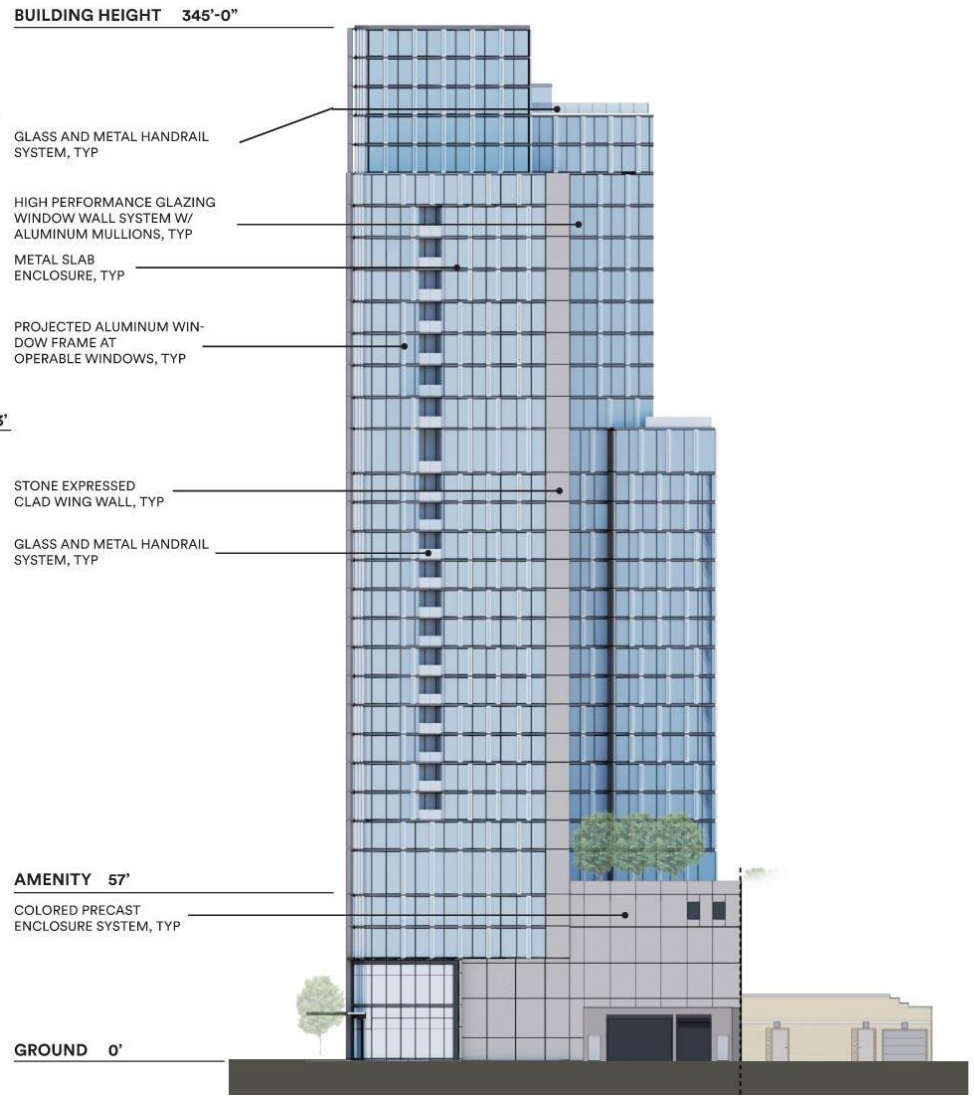 BUILDING HEIGHT 345'-0"
GLASS AND METAL HANDRAIL
SYSTEM, TYP
HIGH PERFORMANCE GLAZING
WINDOW WALL SYSTEM W/
ALUMINUM MULLIONS, TYP
METAL SLAB
ENCLOSURE, TYP
PROJECTED ALUMINUM WIN-
DOW FRAME AT
OPERABLE WINDOWS, TYP
3'
STONE EXPRESSED
CLAD WING WALL, TYP
GLASS AND METAL HANDRAIL
SYSTEM, TYP
AMENITY 57'
COLORED PRECAST
ENCLOSURE SYSTEM, TYP
GROUND 0'